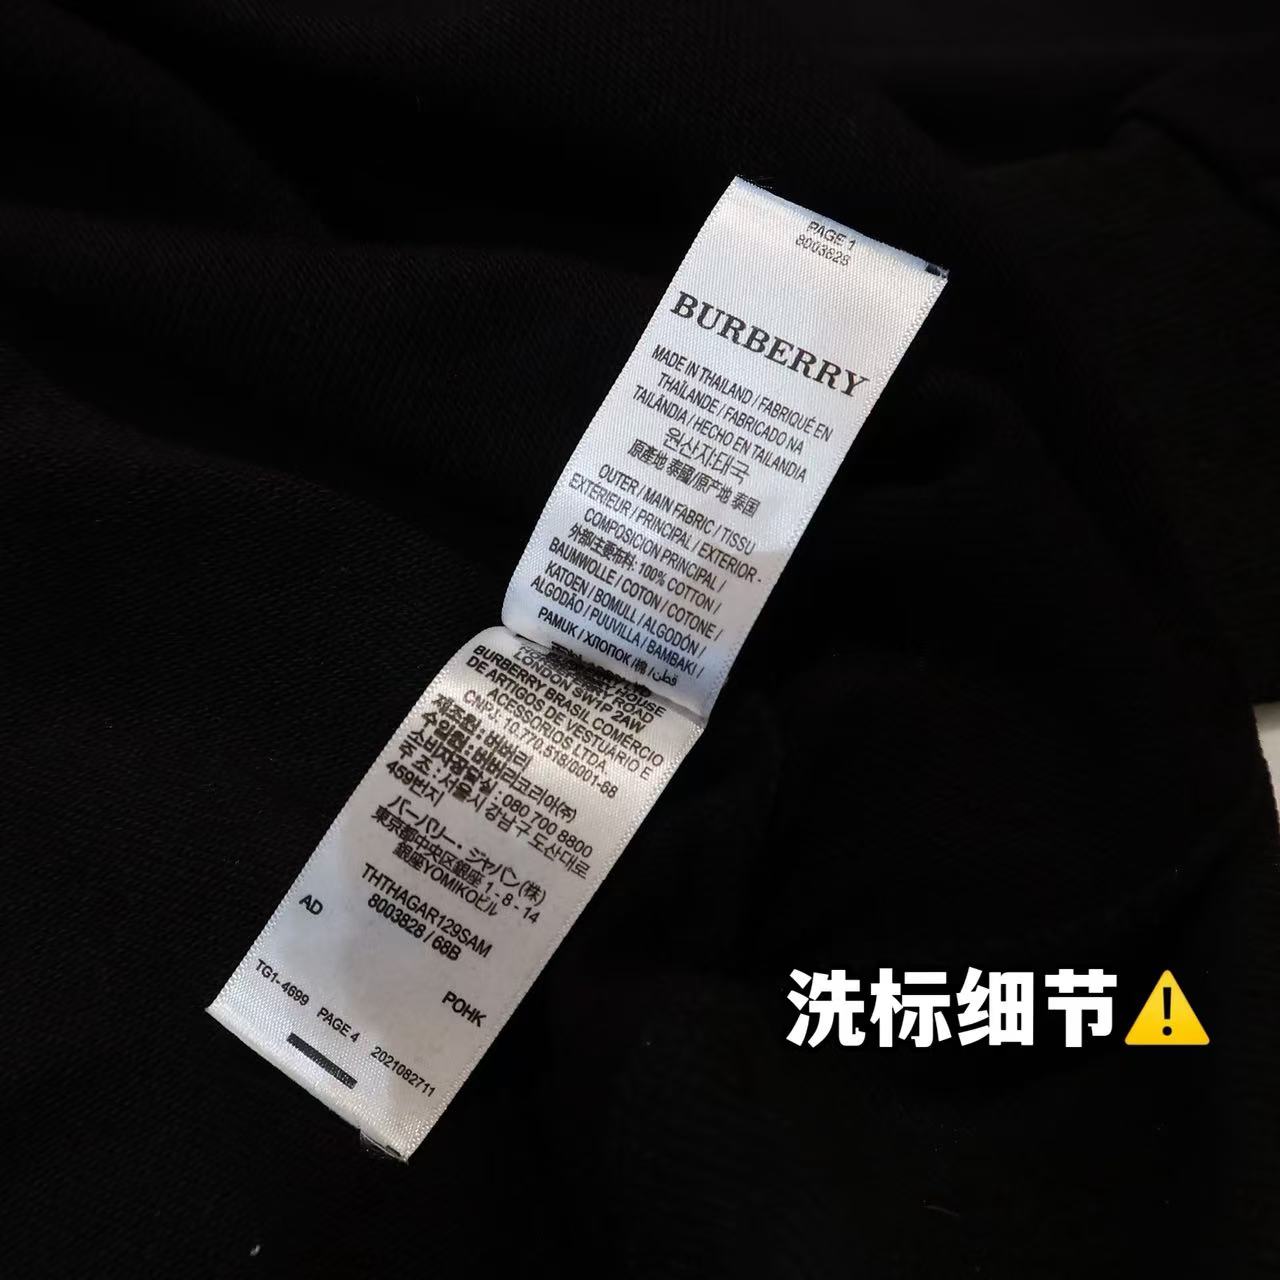 PAGE 1
8003828
BURBERRY
MADE IN THAILAND / FABRIQUÉ EN
THAÏLANDE / FABRICADO NA
TAILÂNDIA / HECHO EN TAILANDIA
원산지태국
原產地 泰國/原产地 泰国
OUTER / MAIN FABRIC / TISSU
EXTÉRIEUR / PRINCIPAL / EXTERIOR -
COMPOSICION PRINCIPAL /
外部/主要布料: 100% COTTON /
BAUMWOLLE / COTON / COTONE /
KATOEN / BOMULL / ALGODÓN /
ALGODÃO / PUUVILLA / BAMBAKI /
PAMUK / ХЛОПОК /棉 / قطن
HOUSE
LONDON SW1P 2AW
BURBERRY BRASIL COMÉRCIO
DE ARTIGOS DE VESTUÁRIO E
ACESSÓRIOS LTDA.
CNPJ: 10.770.518/0001-68
제조원 : 버버리
수입원 : 버버리코리아(주)
소비자상담실 : 080 700 8800
주 조 : 서울시 강남구 도산대로
459번지
バーバリー・ジャパン(株)
東京都中央区銀座 1 - 8 - 14
銀座YOMIKOビル
THTHAGAR129SAM
8003828 / 68B
AD
POHK
TG1-4699 PAGE 4 2021082711
洗标细节⚠️